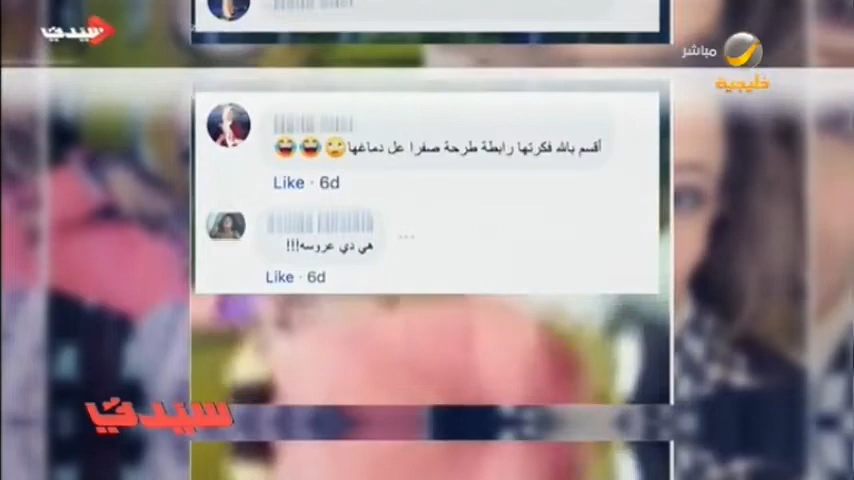 سيدتي
مباشر
خليجية
أقسم بالله فكرتها رابطة طرحة صفرا عل دماغها🙄😂😂
Like · 6d
هي دي عروسه!!!
Like · 6d
سيدتي